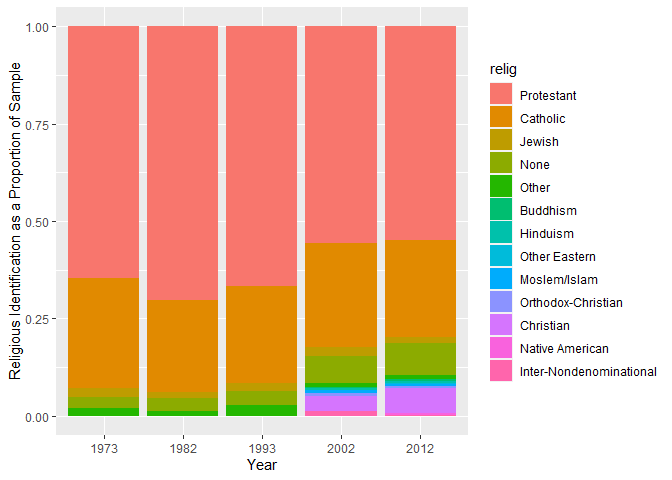 Religious Identification as a Proportion of Sample
1.00
0.75
0.50
0.25
0.00
1973 1982 1993 2002 2012
Year
relig
Protestant
Catholic
Jewish
None
Other
Buddhism
Hinduism
Other Eastern
Moslem/Islam
Orthodox-Christian
Christian
Native American
Inter-Nondenominational